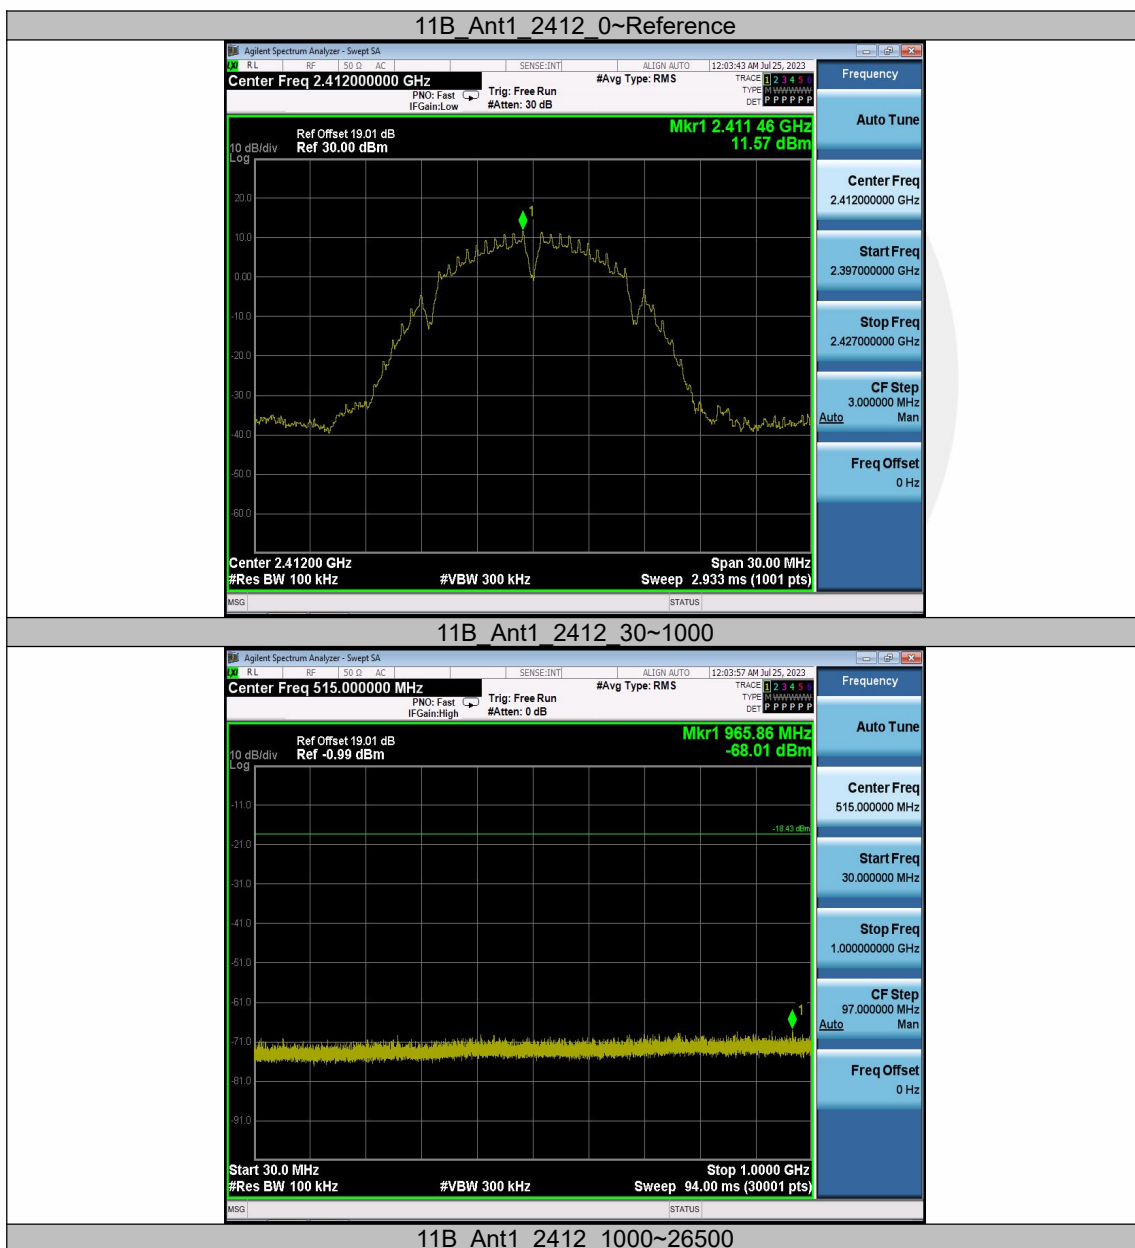 11B_Ant1_2412_0~Reference
Agilent Spectrum Analyzer - Swept SA
LXI RL RF 50 Ω AC SENSE:INT ALIGN AUTO 12:03:43 AM Jul 25, 2023
Center Freq 2.412000000 GHz #Avg Type: RMS TRACE 1 2 3 4 5 6
PNO: Fast Trig: Free Run TYPE M WWWWW
IFGain:Low #Atten: 30 dB DET P P P P P P
Frequency
Auto Tune
Ref Offset 19.01 dB Mkr1 2.411 46 GHz
10 dB/div Ref 30.00 dBm 11.57 dBm
Log
20.0
10.0
0.00
-10.0
-20.0
-30.0
-40.0
-50.0
-60.0
1
Center Freq
2.412000000 GHz
Start Freq
2.397000000 GHz
Stop Freq
2.427000000 GHz
CF Step
3.000000 MHz
Auto Man
Freq Offset
0 Hz
Center 2.41200 GHz Span 30.00 MHz
#Res BW 100 kHz #VBW 300 kHz Sweep 2.933 ms (1001 pts)
MSG STATUS
11B_Ant1_2412_30~1000
Agilent Spectrum Analyzer - Swept SA
LXI RL RF 50 Ω AC SENSE:INT ALIGN AUTO 12:03:57 AM Jul 25, 2023
Center Freq 515.000000 MHz #Avg Type: RMS TRACE 1 2 3 4 5 6
PNO: Fast Trig: Free Run TYPE M WWWWW
IFGain:High #Atten: 0 dB DET P P P P P P
Frequency
Auto Tune
Ref Offset 19.01 dB Mkr1 965.86 MHz
10 dB/div Ref -0.99 dBm -68.01 dBm
Log
-11.0
-18.43 dBm
-21.0
-31.0
-41.0
-51.0
-61.0
-71.0
-81.0
-91.0
1
Center Freq
515.000000 MHz
Start Freq
30.000000 MHz
Stop Freq
1.000000000 GHz
CF Step
97.000000 MHz
Auto Man
Freq Offset
0 Hz
Start 30.0 MHz Stop 1.0000 GHz
#Res BW 100 kHz #VBW 300 kHz Sweep 94.00 ms (30001 pts)
MSG STATUS
11B_Ant1_2412_1000~26500